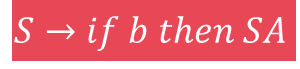 S → if b then SA